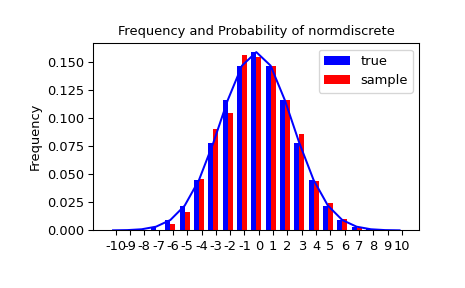 Frequency and Probability of normdiscrete
true
sample
Frequency
0.150
0.125
0.100
0.075
0.050
0.025
0.000
-10 -9 -8 -7 -6 -5 -4 -3 -2 -1 0 1 2 3 4 5 6 7 8 9 10